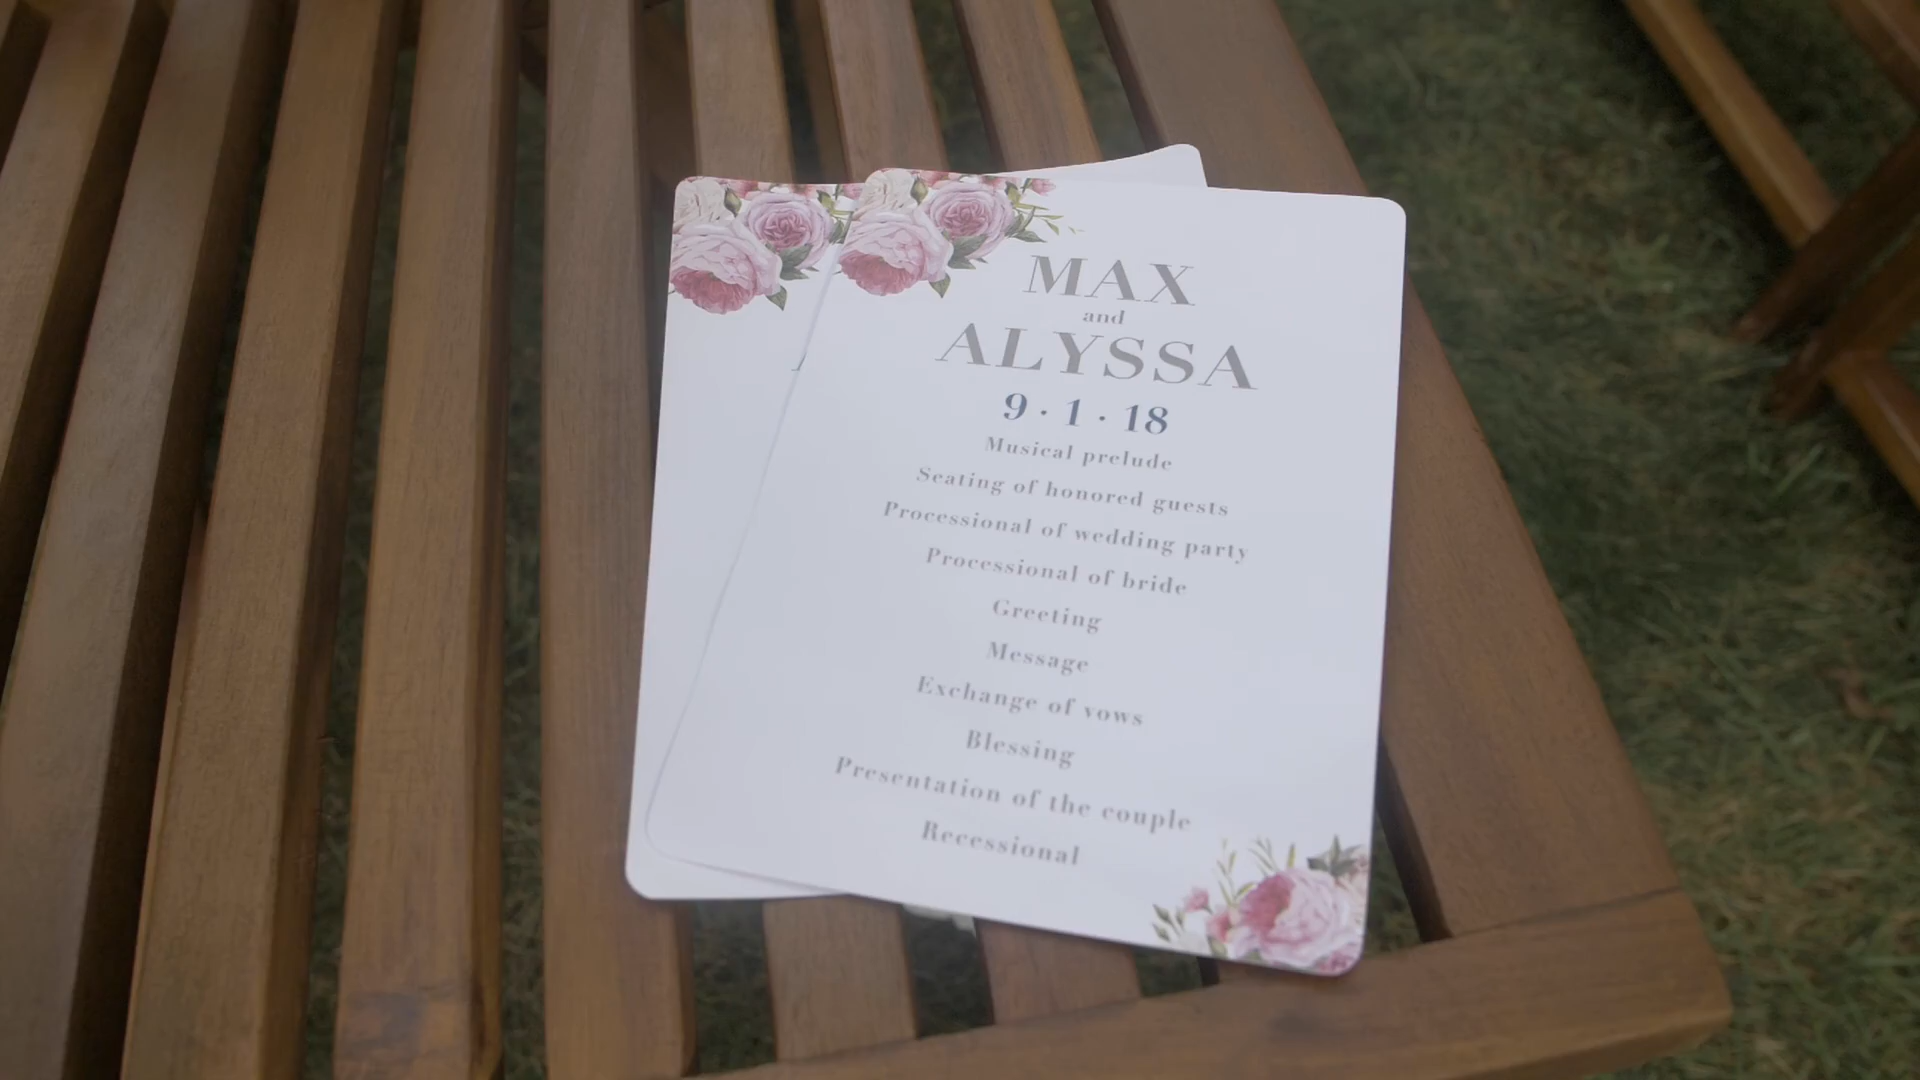 MAX
and
ALYSSA
9 · 1 · 18
Musical prelude
Seating of honored guests
Processional of wedding party
Processional of bride
Greeting
Message
Exchange of vows
Blessing
Presentation of the couple
Recessional